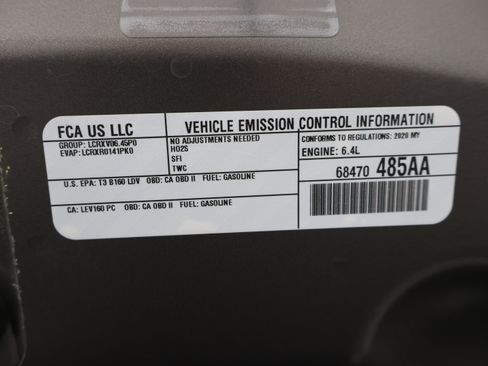 FCA US LLC
VEHICLE EMISSION CONTROL INFORMATION
GROUP: LCRXV06.45P0
EVAP: LCRXR0141PK0
NO ADJUSTMENTS NEEDED
HO2S
SFI
TWC
CONFORMS TO REGULATIONS: 2020 MY
ENGINE: 6.4L
68470 485AA
U.S. EPA: T3 B160 LDV OBD: CA OBD II FUEL: GASOLINE
CA: LEV160 PC OBD: CA OBD II FUEL: GASOLINE